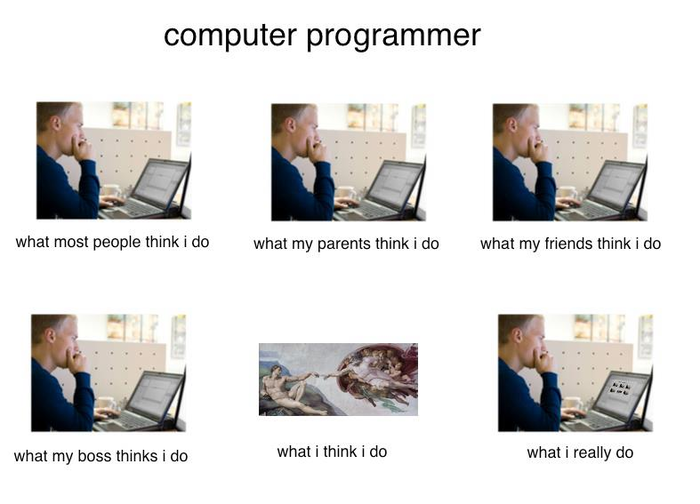 computer programmer
what most people think i do
what my parents think i do
what my friends think i do
what my boss thinks i do
what i think i do
what i really do